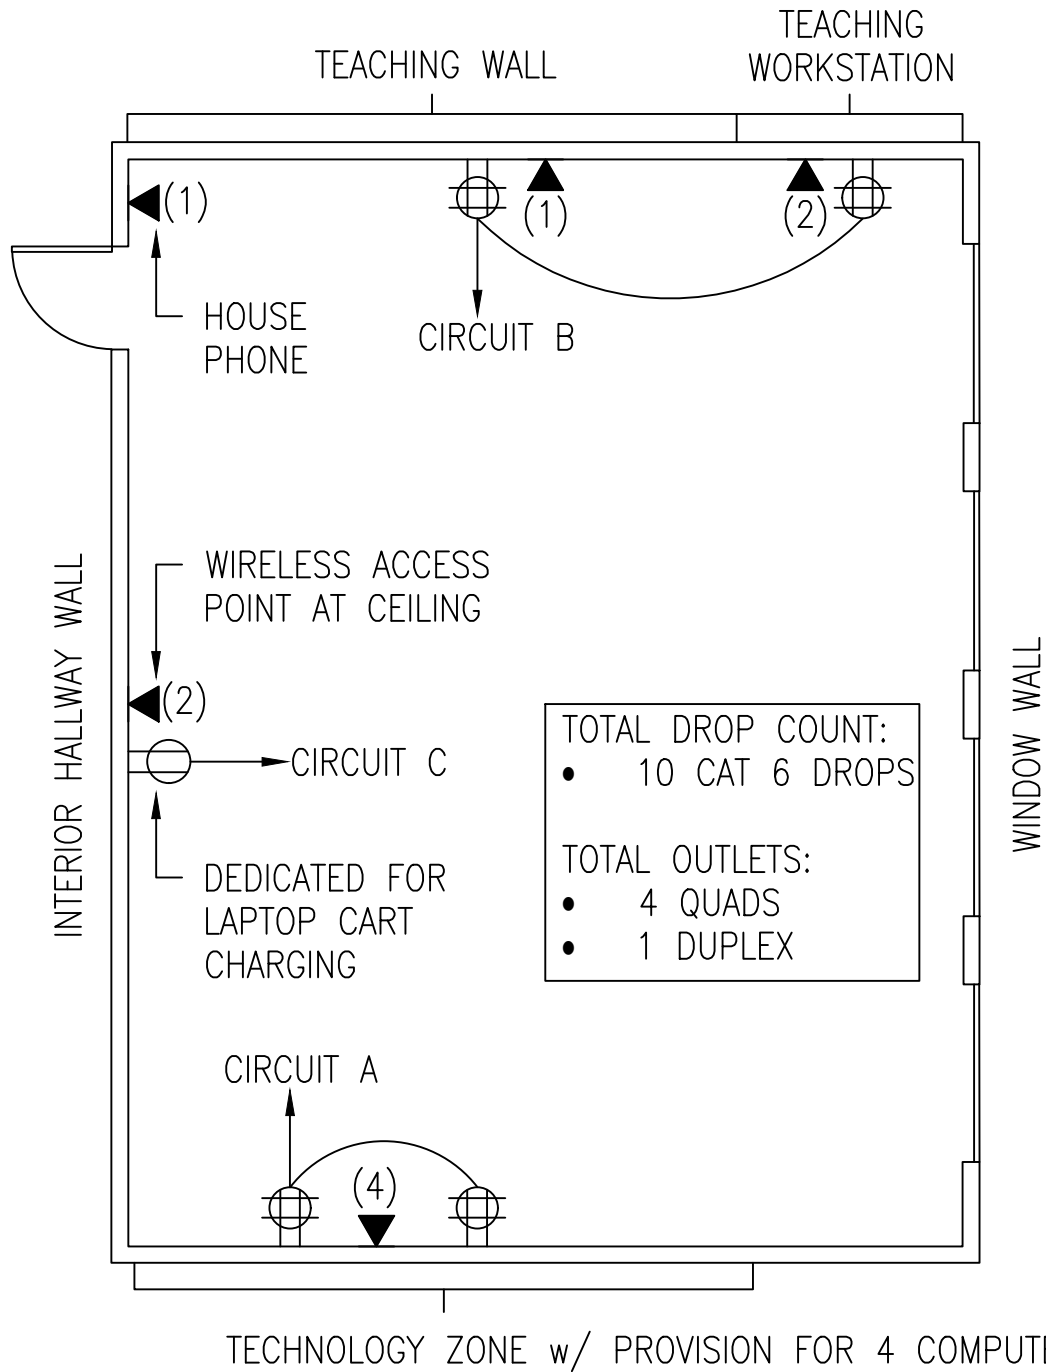 TEACHING WALL
TEACHING
WORKSTATION
(1)
(1)
(2)
HOUSE
PHONE
CIRCUIT B
WIRELESS ACCESS
POINT AT CEILING
INTERIOR HALLWAY WALL
WINDOW WALL
(2)
CIRCUIT C
TOTAL DROP COUNT:
• 10 CAT 6 DROPS
TOTAL OUTLETS:
• 4 QUADS
• 1 DUPLEX
DEDICATED FOR
LAPTOP CART
CHARGING
CIRCUIT A
(4)
TECHNOLOGY ZONE w/ PROVISION FOR 4